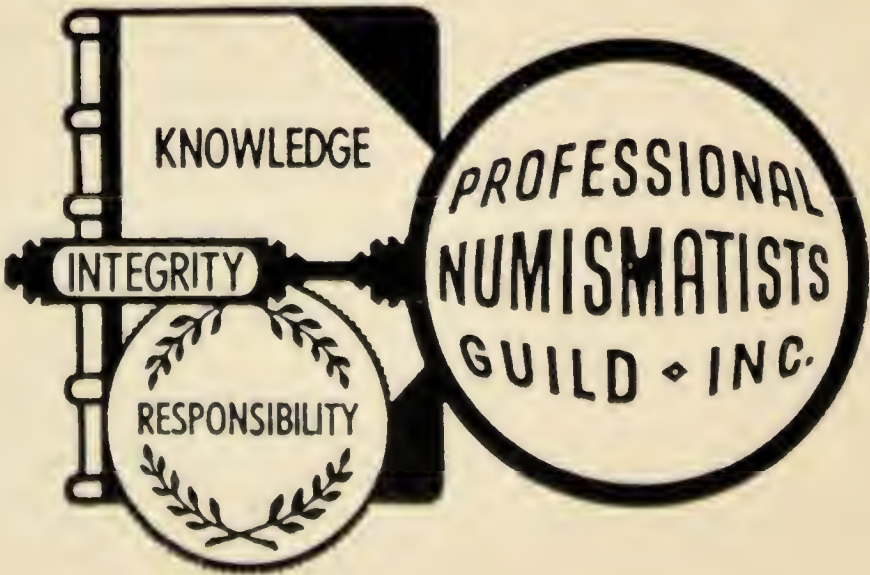 KNOWLEDGE
INTEGRITY
RESPONSIBILITY
PROFESSIONAL
NUMISMATISTS
GUILD ⋄ INC.